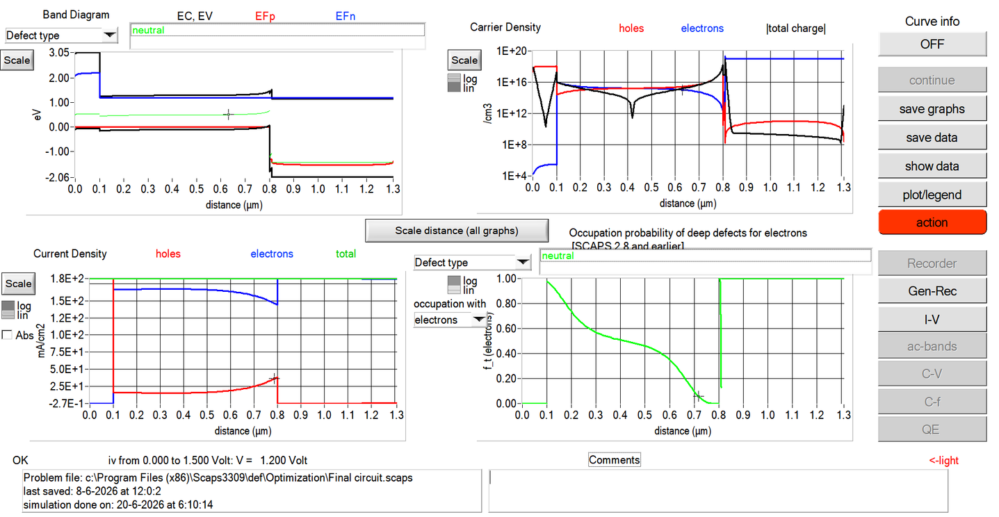 Band Diagram
EC, EV
EFp
EFn
Defect type
neutral
Scale
eV
3.05
2.00
1.00
0.00
-1.00
-2.06
0.0 0.1 0.2 0.3 0.4 0.5 0.6 0.7 0.8 0.9 1.0 1.1 1.2 1.3
distance (µm)
Carrier Density
holes
electrons
|total charge|
Scale
log
lin
/cm3
1E+20
1E+16
1E+12
1E+8
1E+4
0.0 0.1 0.2 0.3 0.4 0.5 0.6 0.7 0.8 0.9 1.0 1.1 1.2 1.3
distance (µm)
Curve info
OFF
continue
save graphs
save data
show data
plot/legend
action
Scale distance (all graphs)
Current Density
holes
electrons
total
Scale
log
lin
Abs
mA/cm2
1.8E+2
1.5E+2
1.2E+2
1.0E+2
7.5E+1
5.0E+1
2.5E+1
-2.7E-1
0.0 0.1 0.2 0.3 0.4 0.5 0.6 0.7 0.8 0.9 1.0 1.1 1.2 1.3
distance (µm)
Occupation probability of deep defects for electrons
[SCAPS 2.8 and earlier]
Defect type
neutral
log
lin
occupation with
electrons
f_t (electrons)
1.00
0.80
0.60
0.40
0.20
0.00
0.0 0.1 0.2 0.3 0.4 0.5 0.6 0.7 0.8 0.9 1.0 1.1 1.2 1.3
distance (µm)
Recorder
Gen-Rec
I-V
ac-bands
C-V
C-f
QE
OK
iv from 0.000 to 1.500 Volt: V = 1.200 Volt
Comments
<-light
Problem file: c:\Program Files (x86)\Scaps3309\def\Optimization\Final circuit.scaps
last saved: 8-6-2026 at 12:0:2
simulation done on: 20-6-2026 at 6:10:14